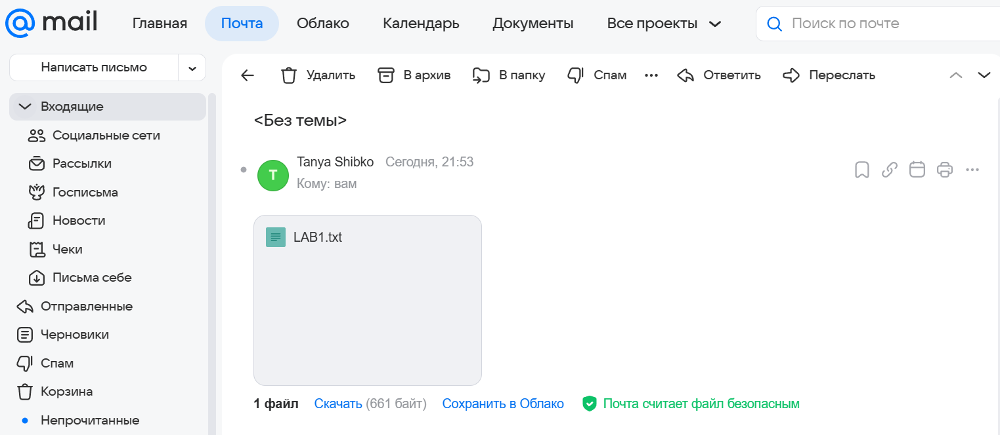 mail Главная Почта Облако Календарь Документы Все проекты Поиск по почте
Написать письмо
Удалить В архив В папку Спам Ответить Переслать
Входящие
Социальные сети
Рассылки
Госписьма
Новости
Чеки
Письма себе
Отправленные
Черновики
Спам
Корзина
Непрочитанные
<Без темы>
T
Tanya Shibko Сегодня, 21:53
Кому: вам
LAB1.txt
1 файл Скачать (661 байт) Сохранить в Облако Почта считает файл безопасным